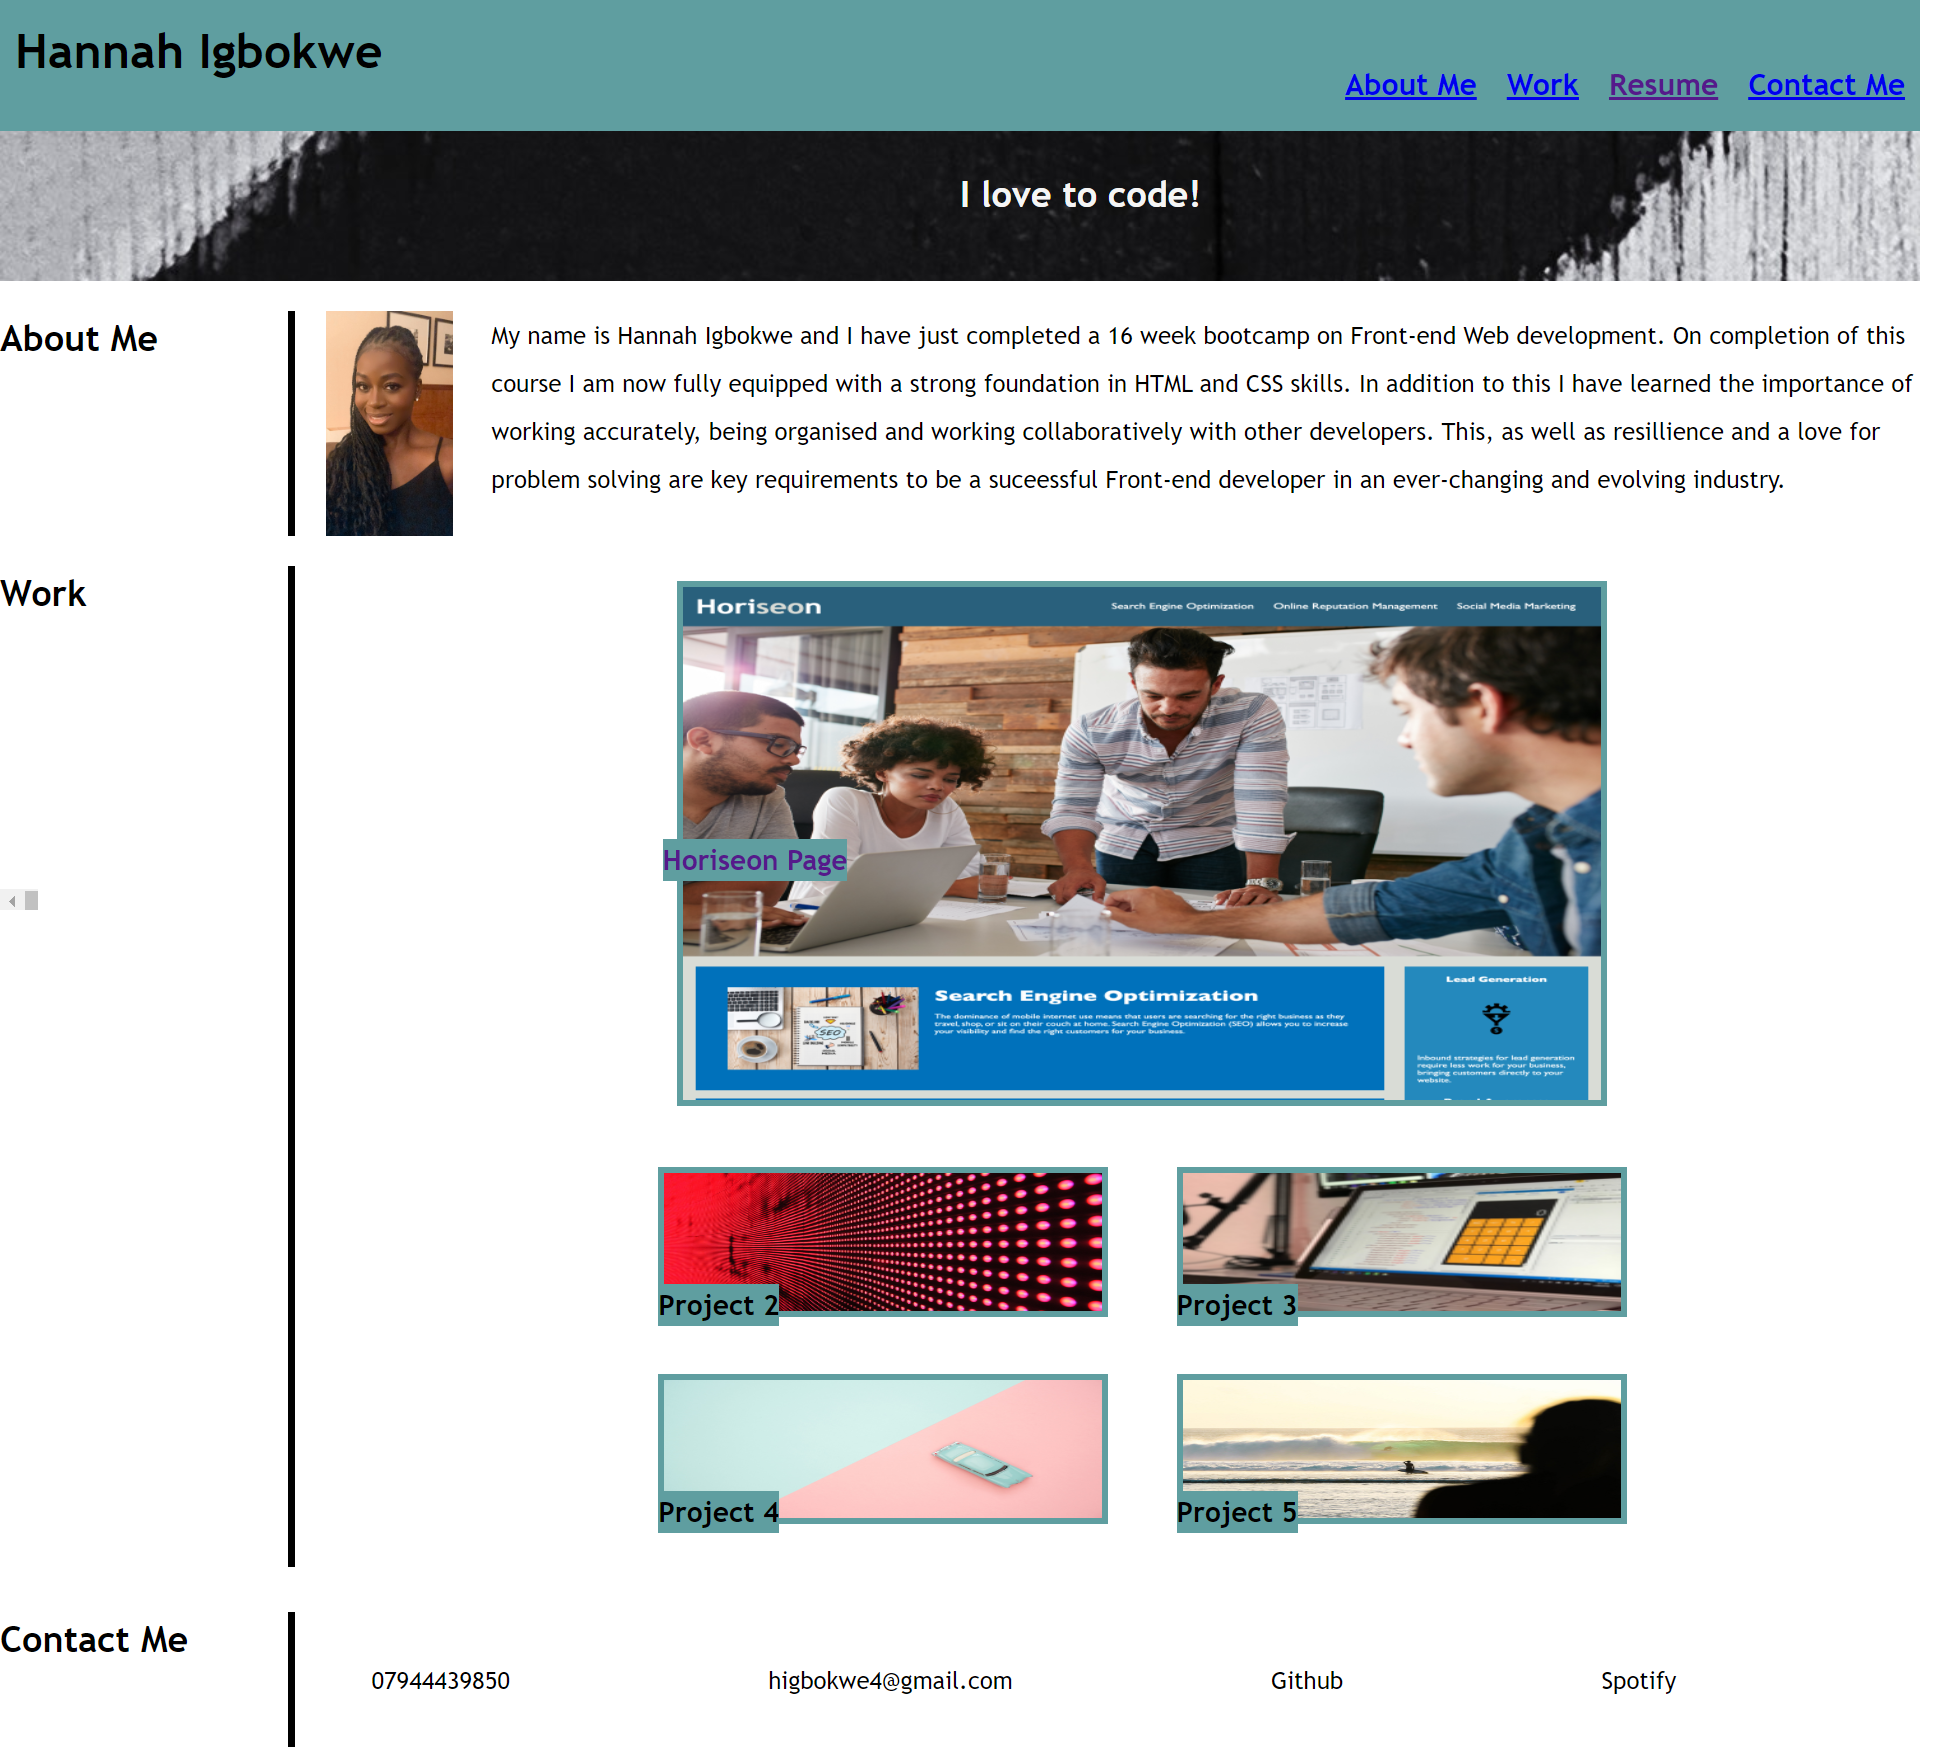 Hannah Igbokwe
About Me Work Resume Contact Me
I love to code!
About Me
My name is Hannah Igbokwe and I have just completed a 16 week bootcamp on Front-end Web development. On completion of this
course I am now fully equipped with a strong foundation in HTML and CSS skills. In addition to this I have learned the importance of
working accurately, being organised and working collaboratively with other developers. This, as well as resillience and a love for
problem solving are key requirements to be a suceessful Front-end developer in an ever-changing and evolving industry.
Work
Horiseon
Search Engine Optimization Online Reputation Management Social Media Marketing
Horiseon Page
Search Engine Optimization
The dominance of mobile internet use means that users are searching for the right business as they
travel, shop, or sit on their couch at home. Search Engine Optimization (SEO) allows you to increase
your visibility and find the right customers for your business.
SEO
Lead Generation
Inbound strategies for lead generation
require less work for your business,
bringing customers directly to your
website.
Project 2
Project 3
Project 4
Project 5
Contact Me
07944439850 higbokwe4@gmail.com Github Spotify